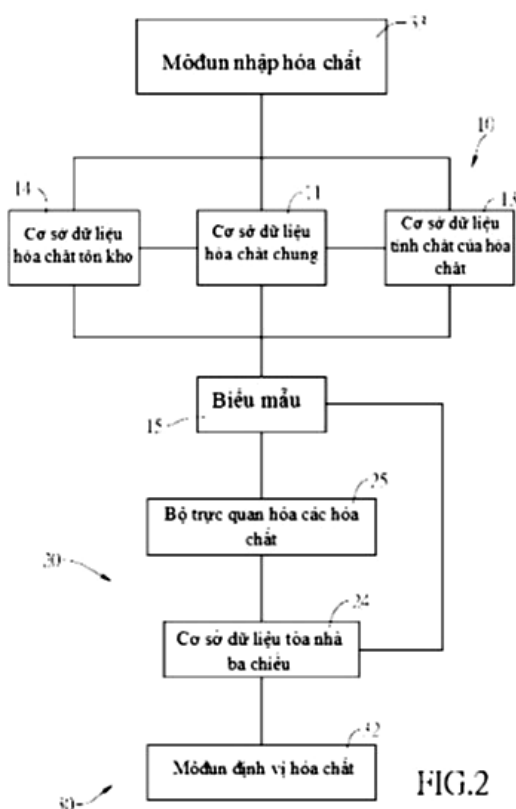 33
Môđun nhập hóa chất
10
14
11
13
Cơ sở dữ liệu
hóa chất tồn kho
Cơ sở dữ liệu
hóa chất chung
Cơ sở dữ liệu
tính chất của hóa
chất
Biểu mẫu
15
25
Bộ trực quan hóa các hóa
chất
20
24
Cơ sở dữ liệu tòa nhà
ba chiều
32
Môđun định vị hóa chất
30
FIG.2